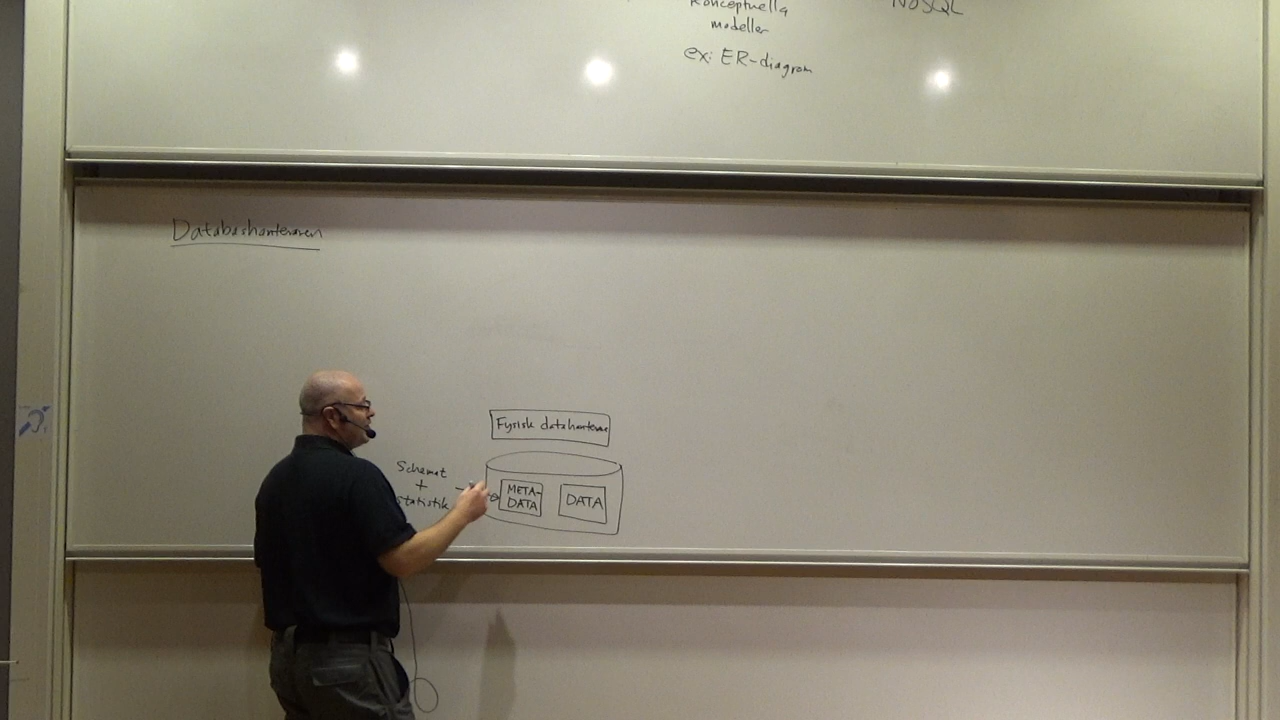 Konceptuella
modeller
ex: ER-diagram
NoSQL
Databashanteraren
Fysisk datahanterare
Schemat
+
statistik
META-
DATA
DATA